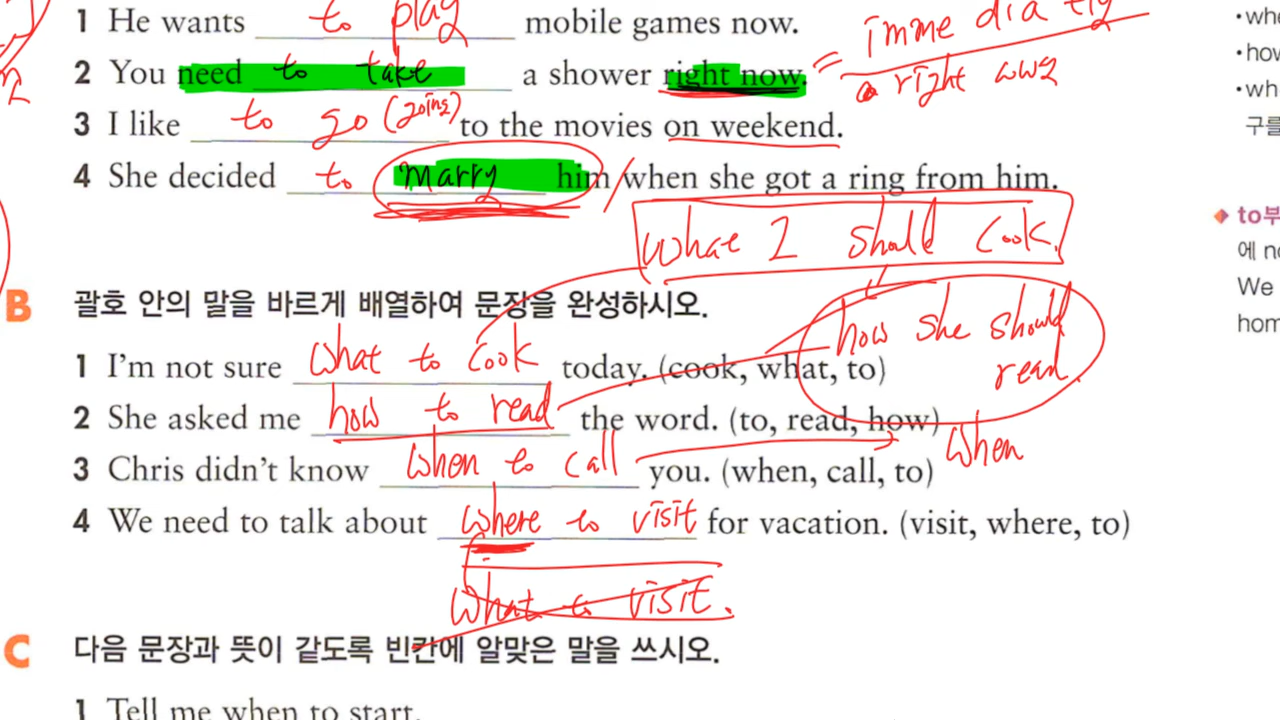 1 He wants to play mobile games now.
= imme dia tly
right away
2 You need to take a shower right now.
3 I like to go (going) to the movies on weekend.
4 She decided to marry him / when she got a ring from him.
What I should cook.
B 괄호 안의 말을 바르게 배열하여 문장을 완성하시오.
how she should read.
1 I'm not sure what to cook today. (cook, what, to)
2 She asked me how to read the word. (to, read, how)
when
3 Chris didn't know when to call you. (when, call, to)
4 We need to talk about where to visit for vacation. (visit, where, to)
What to visit.
C 다음 문장과 뜻이 같도록 빈칸에 알맞은 말을 쓰시오.
1 Tell me when to start.
•whe
•how
•wh
구를
to부
에 no
We
hom